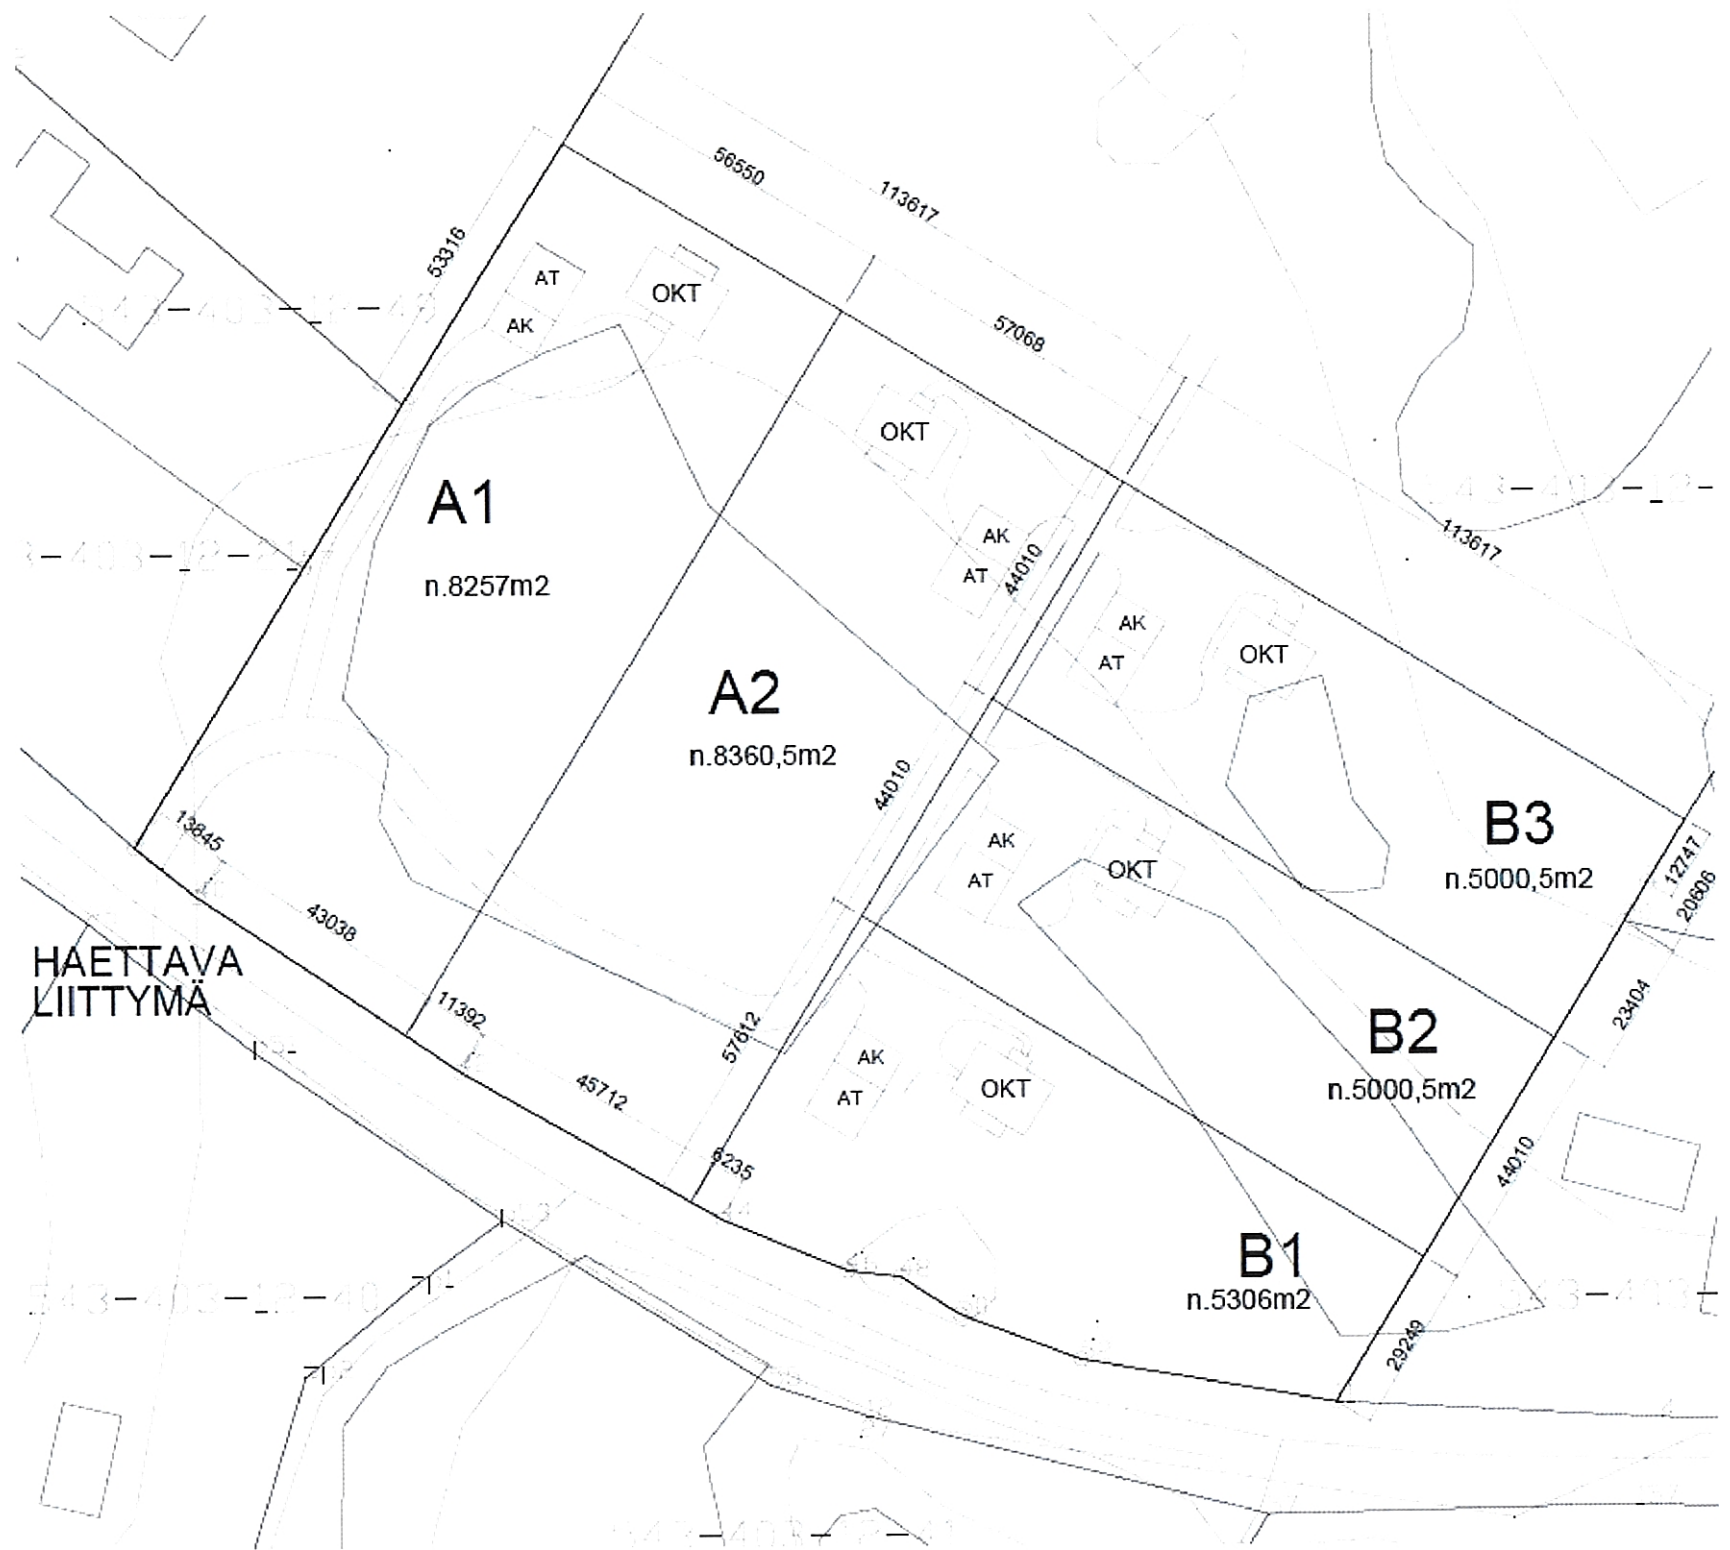 56550
113617
53316
AT
OKT
AK
57068
OKT
113617
A1
n.8257m2
AK
AT
44010
AK
AT
OKT
A2
n.8360,5m2
44010
B3
n.5000,5m2
12747
20606
13845
43038
AK
AT
OKT
HAETTAVA
LIITTYMÄ
11392
45712
57612
AK
AT
OKT
23404
B2
n.5000,5m2
44010
6235
B1
n.5306m2
29249